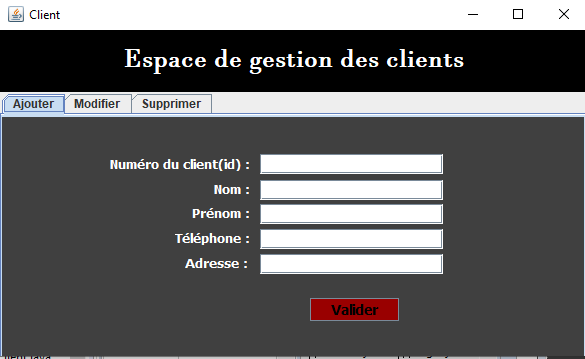 Client
Espace de gestion des clients
Ajouter Modifier Supprimer
Numéro du client(id) :
Nom :
Prénom :
Téléphone :
Adresse :
Valider